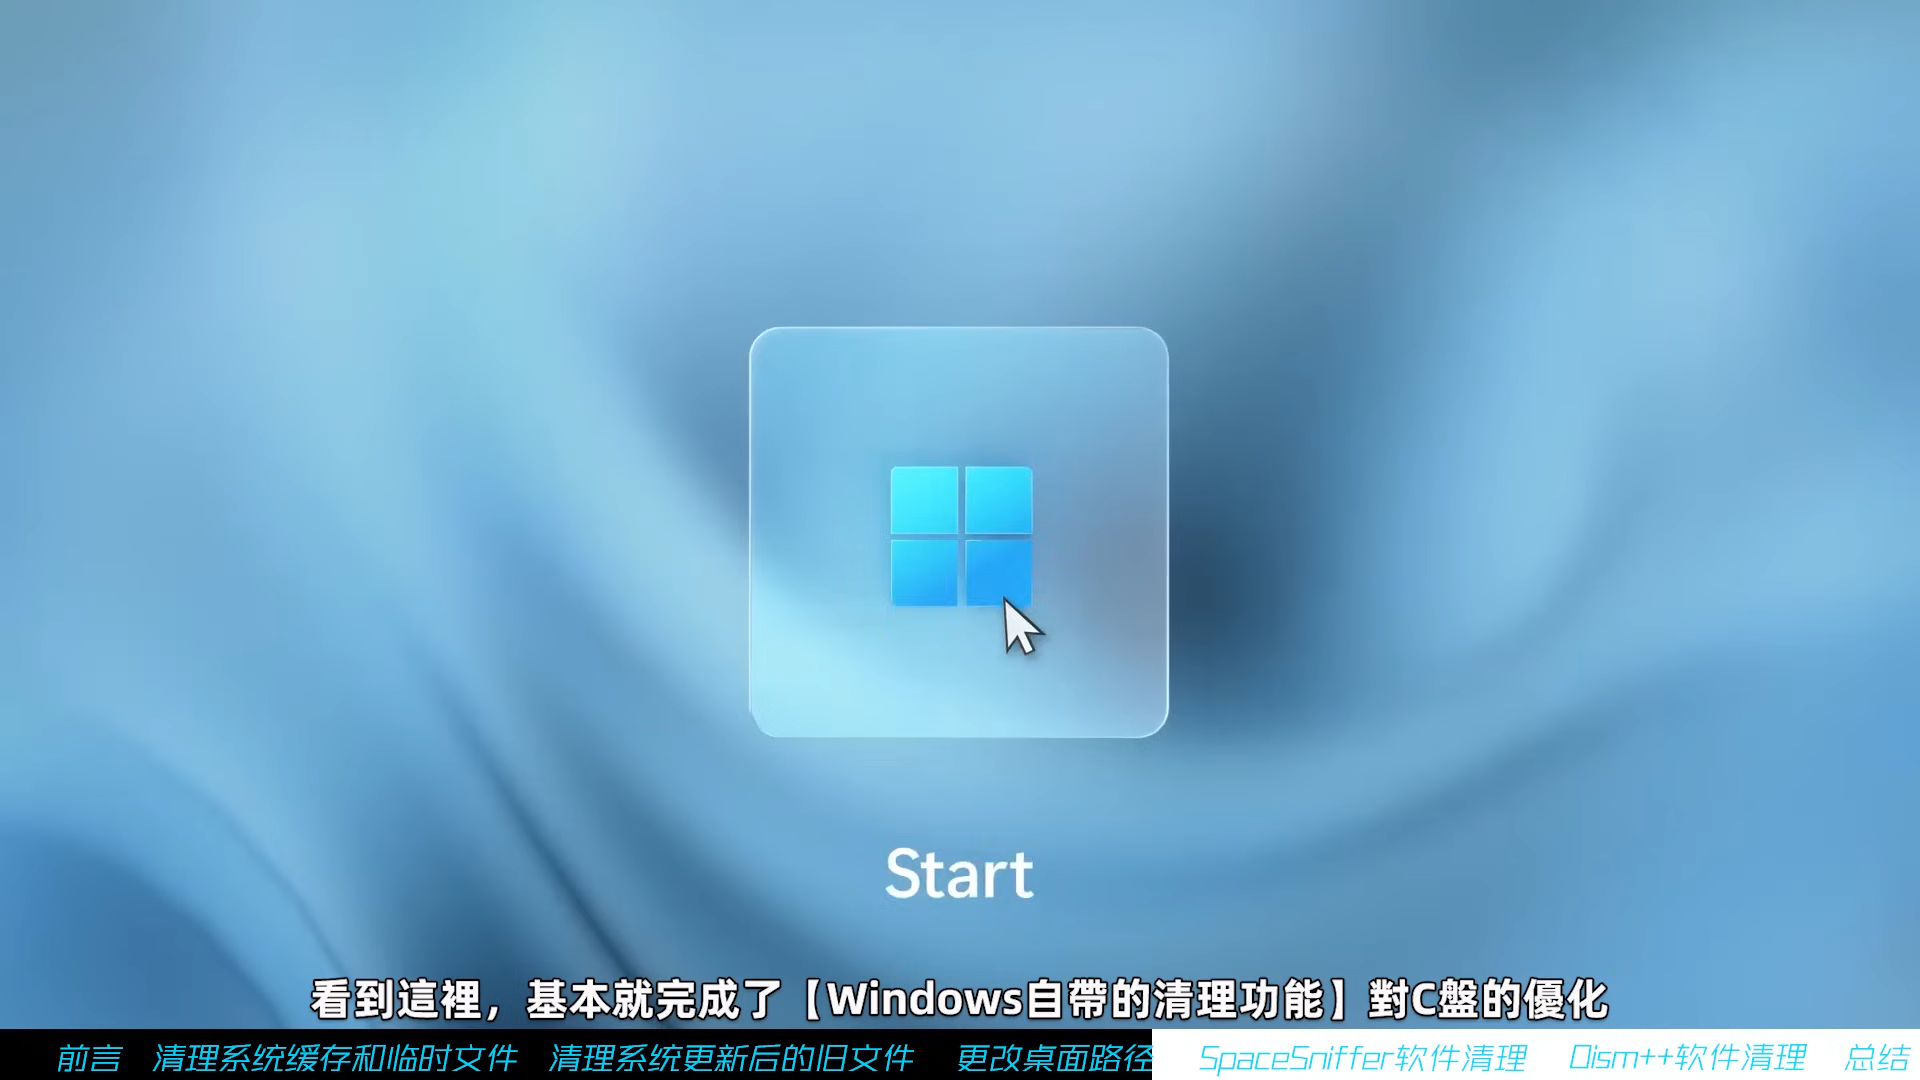 Start
看到這裡，基本就完成了【Windows自帶的清理功能】對C盤的優化
前言 清理系统缓存和临时文件 清理系统更新后的旧文件 更改桌面路径 SpaceSniffer软件清理 Dism++软件清理 总结